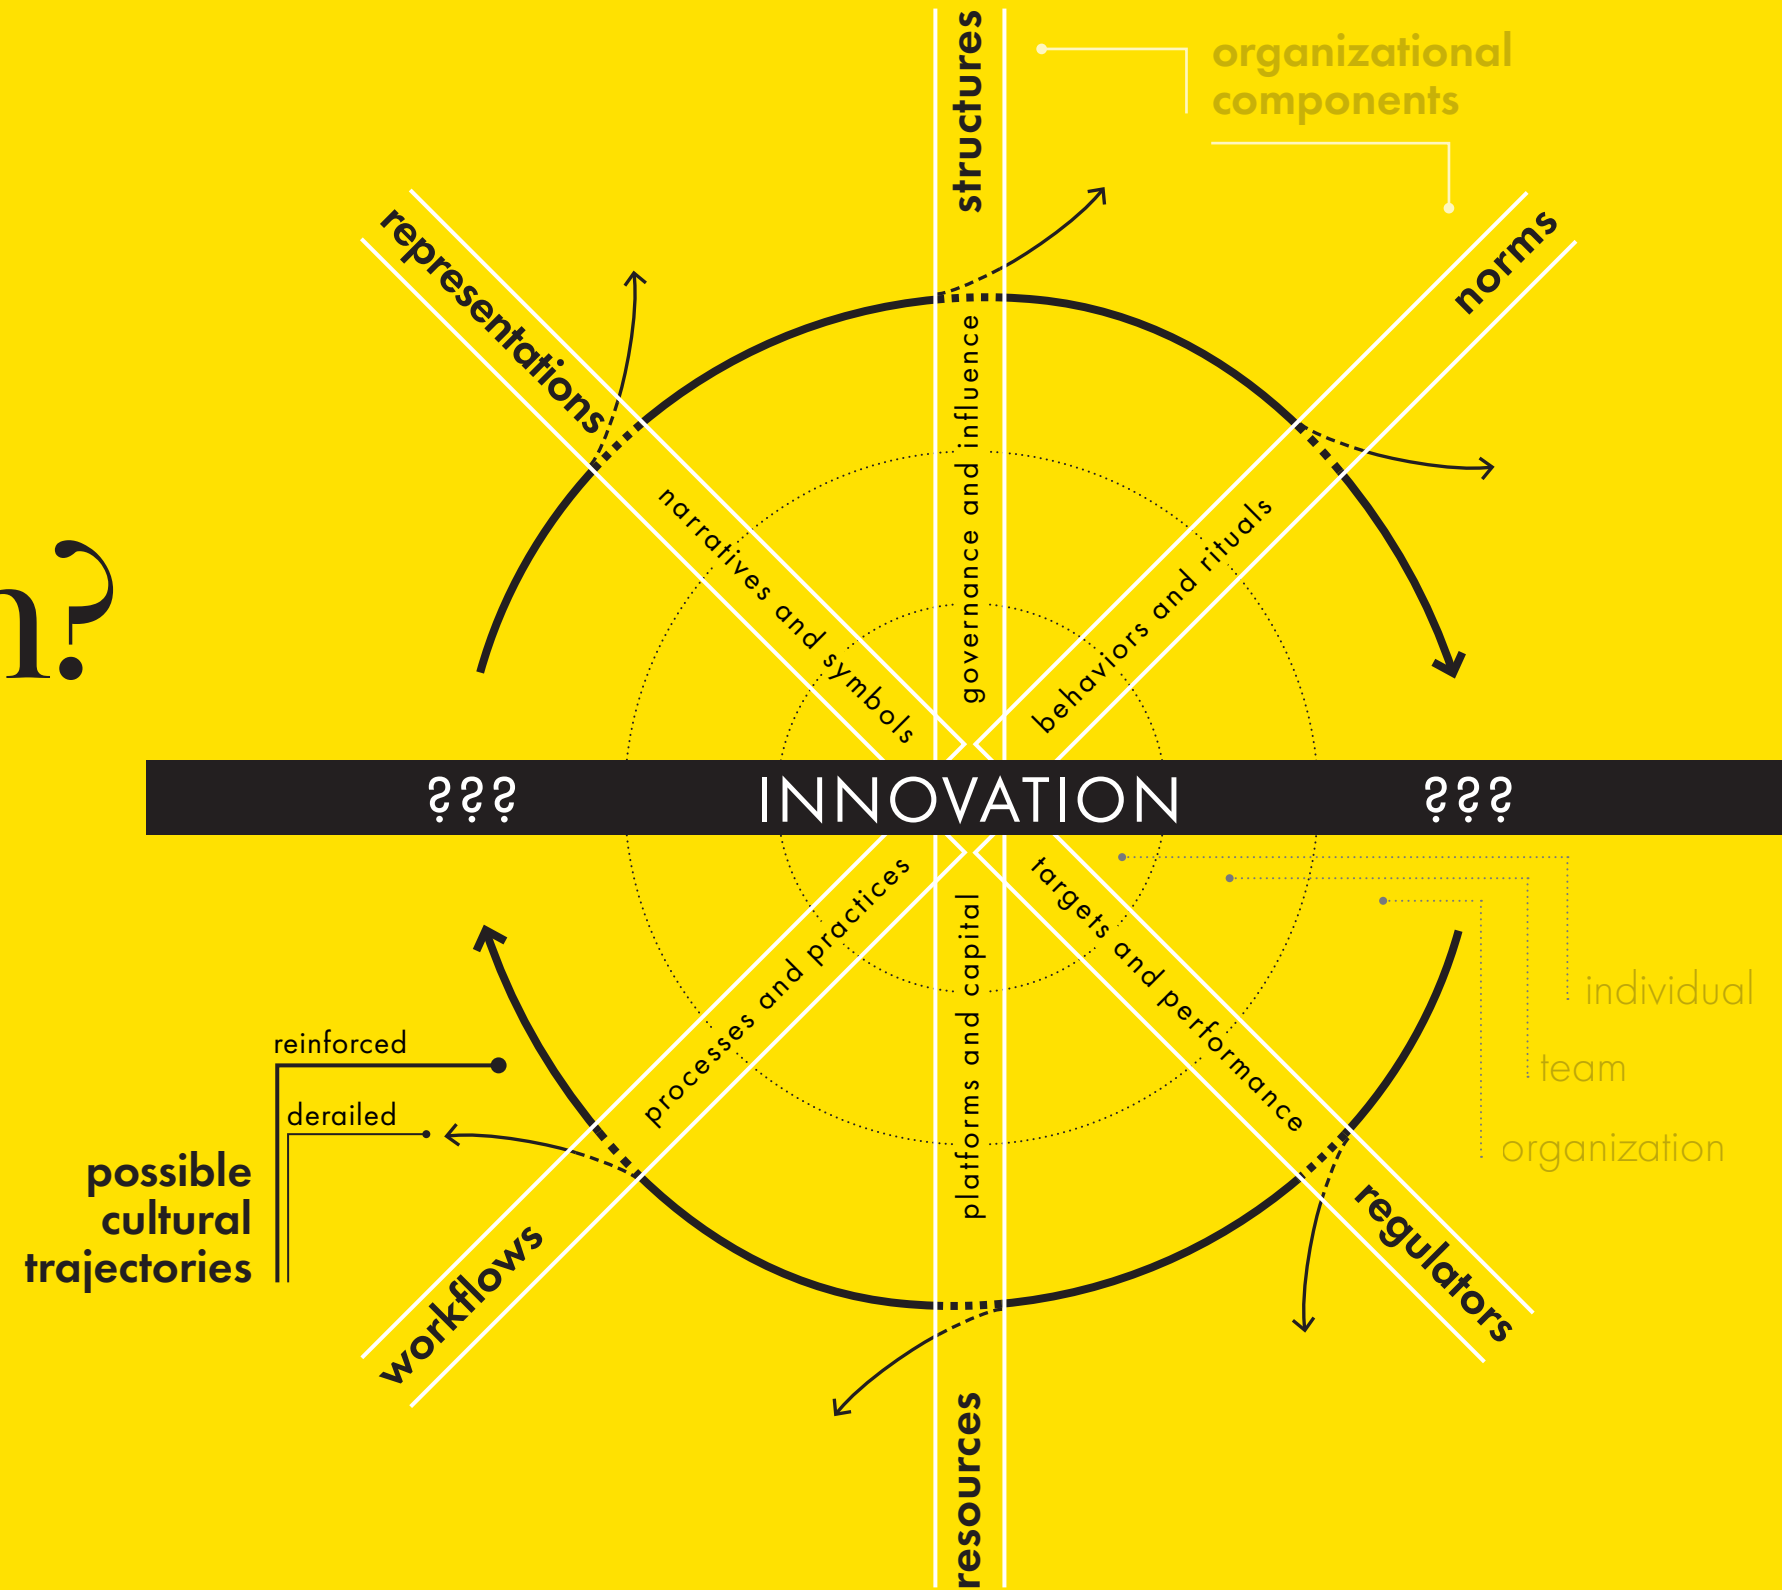 structures
organizational
components
representations
norms
governance and influence
narratives and symbols
behaviors and rituals
n?
??? INNOVATION ???
processes and practices
platforms and capital
targets and performance
individual
team
organization
reinforced
derailed
possible
cultural
trajectories
workflows
regulators
resources